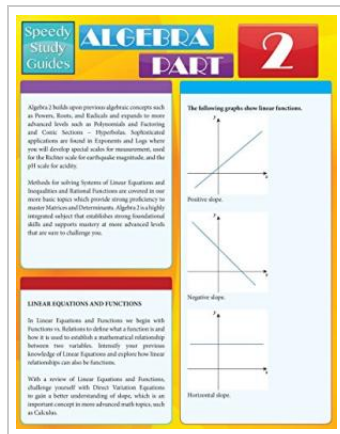 Speedy
Study
Guides
ALGEBRA
PART
2
Algebra 2 builds upon previous algebraic concepts such
as Powers, Roots, and Radicals and expands to more
advanced levels such as Polynomials and Factoring
and Conic Sections – Hyperbolas. Sophisticated
applications are found in Exponents and Logs where
you will develop special scales for measurement, used
for the Richter scale for earthquake magnitude, and the
pH scale for acidity.
Methods for solving Systems of Linear Equations and
Inequalities and Rational Functions are covered in our
more basic topics which provide strong proficiency to
master Matrices and Determinants. Algebra 2 is a highly
integrated subject that establishes strong foundational
skills and supports mastery at more advanced levels
that are sure to challenge you.
LINEAR EQUATIONS AND FUNCTIONS
In Linear Equations and Functions we begin with
Functions vs. Relations to define what a function is and
how it is used to establish a mathematical relationship
between two variables. Intensify your previous
knowledge of Linear Equations and explore how linear
relationships can also be functions.
With a review of Linear Equations and Functions,
challenge yourself with Direct Variation Equations
to gain a better understanding of slope, which is an
important concept in more advanced math topics, such
as Calculus.
The following graphs show linear functions.
y
x
Positive slope.
y
x
Negative slope.
y
x
Horizontal slope.